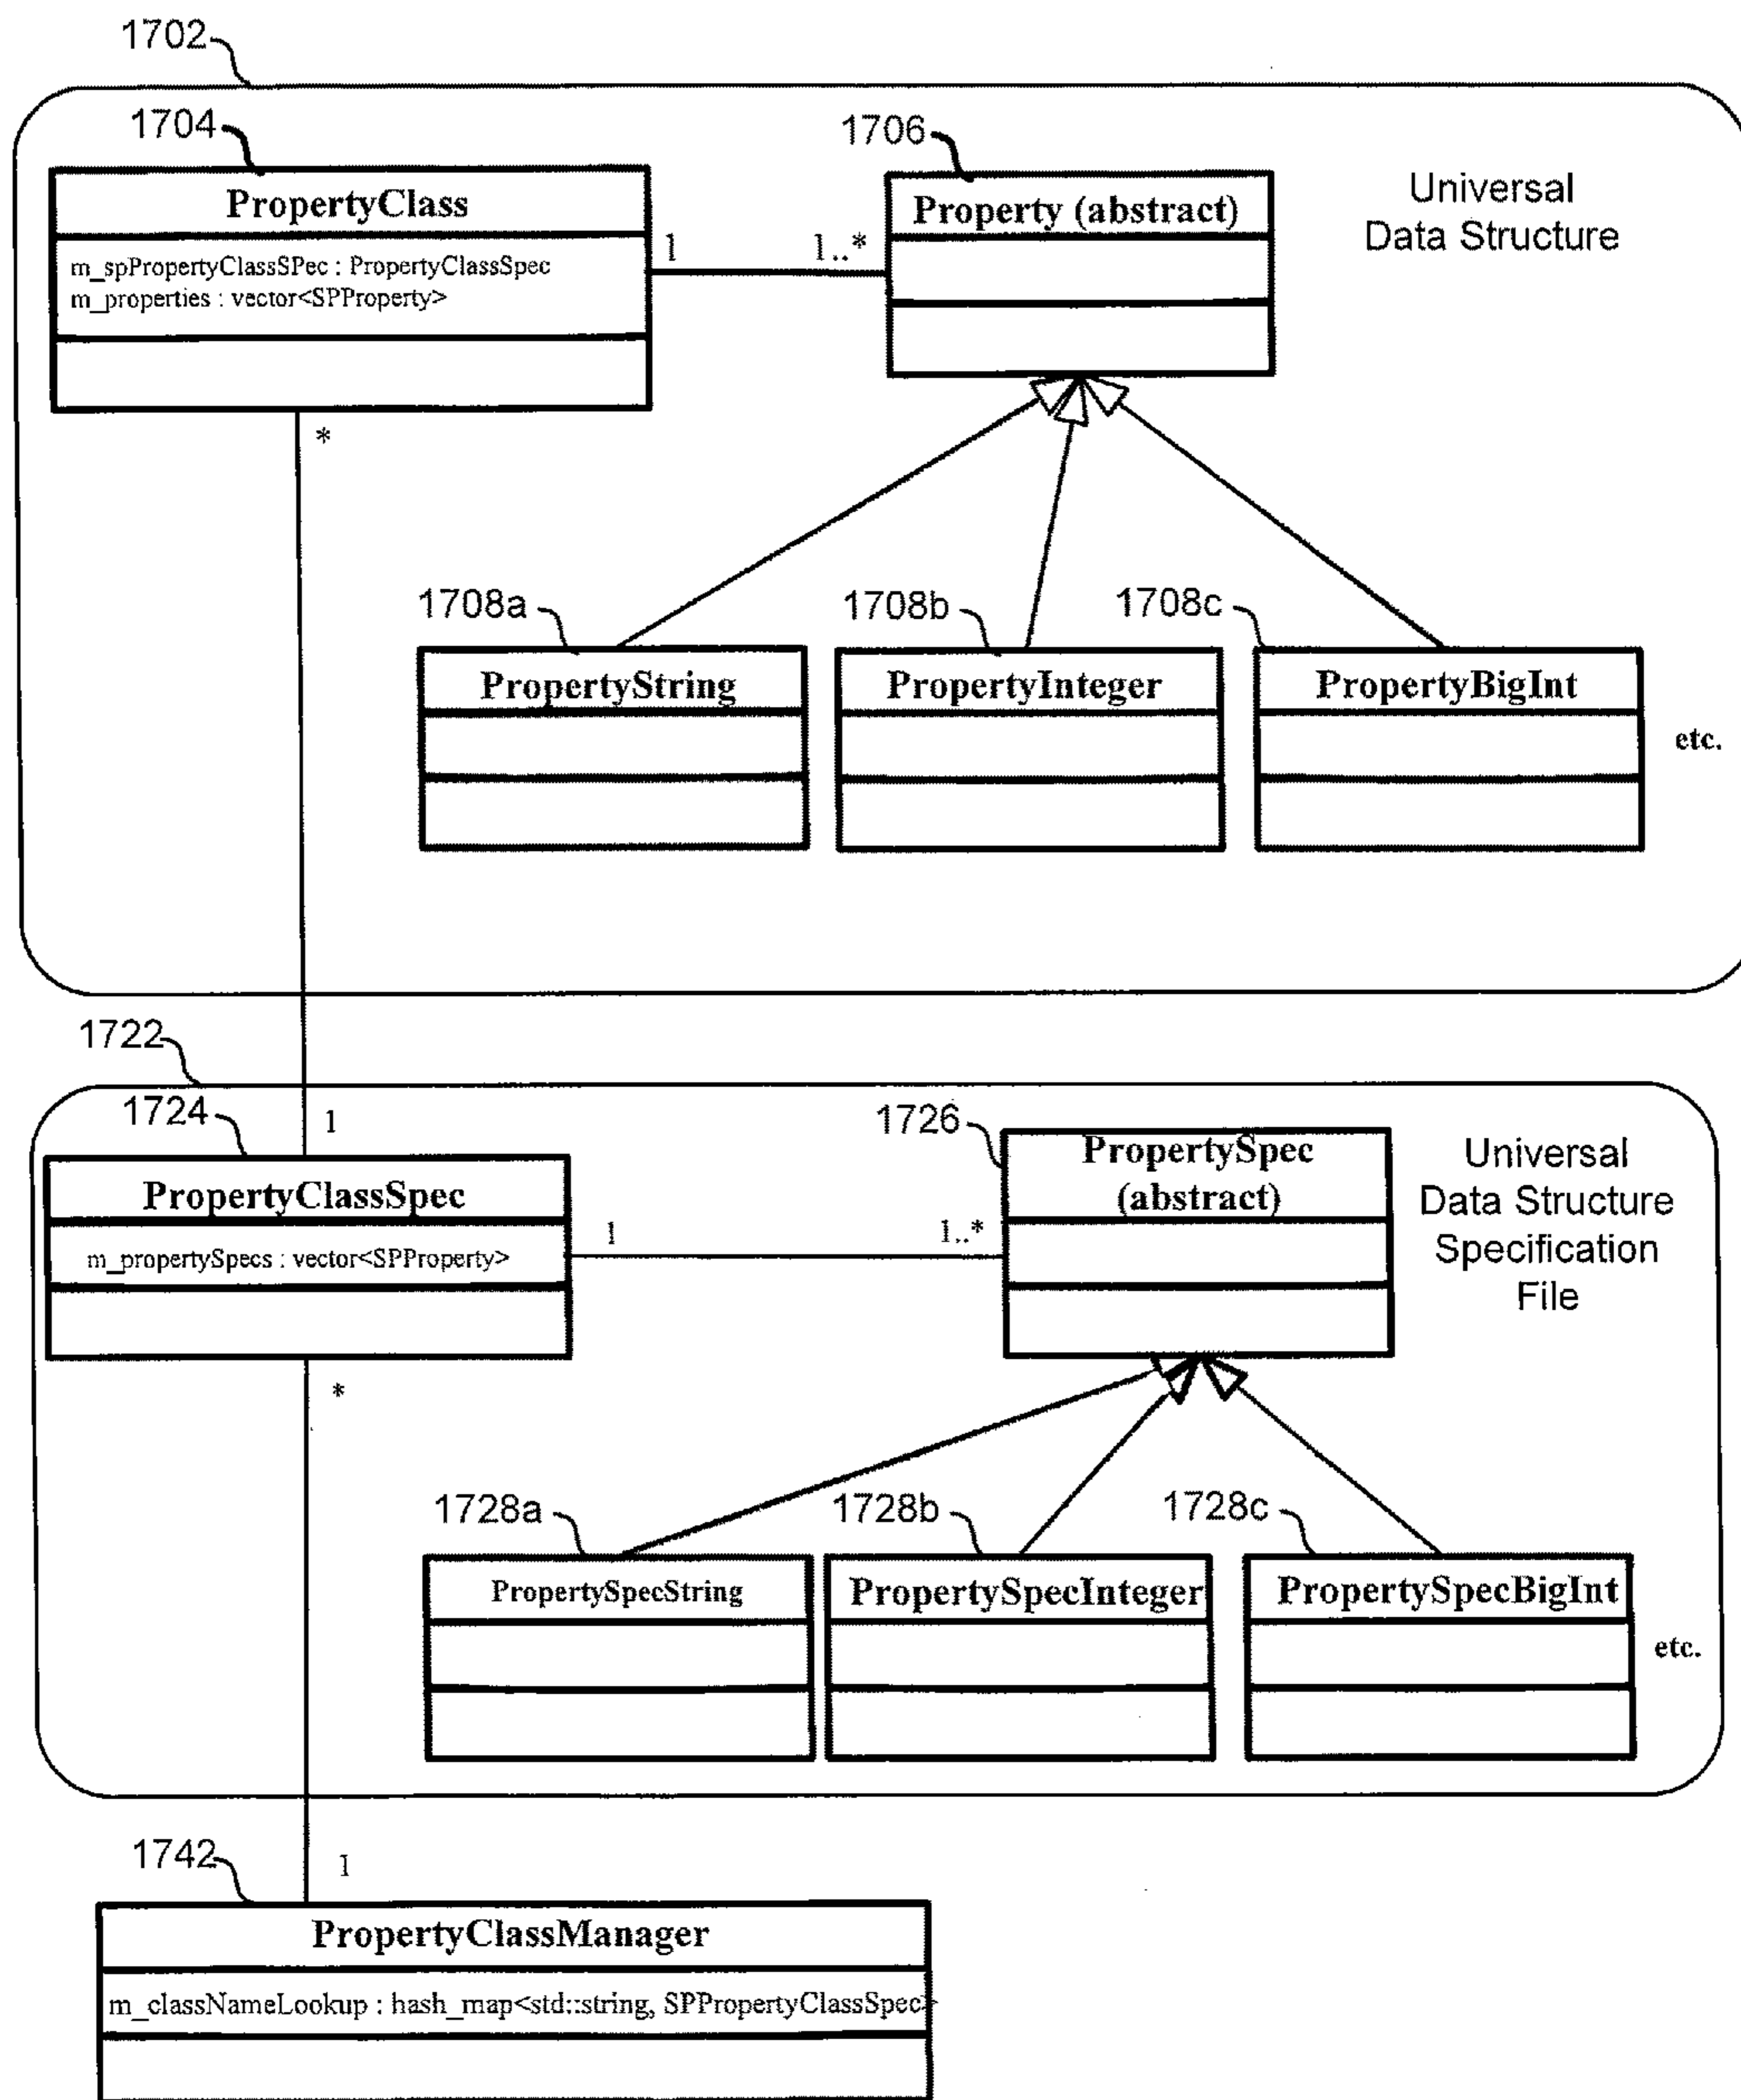 1702
1704
1706
PropertyClass
Property (abstract)
Universal
Data Structure
m_spPropertyClassSPec : PropertyClassSpec
m_properties : vector<SPProperty>
1
1..*
*
1708a
1708b
1708c
PropertyString
PropertyInteger
PropertyBigInt
etc.
1722
1724
1
1726
PropertySpec
(abstract)
Universal
Data Structure
Specification
File
PropertyClassSpec
m_propertySpecs : vector<SPProperty>
1
1..*
*
1728a
1728b
1728c
PropertySpecString
PropertySpecInteger
PropertySpecBigInt
etc.
1742
1
PropertyClassManager
m_classNameLookup : hash_map<std::string, SPPropertyClassSpec>